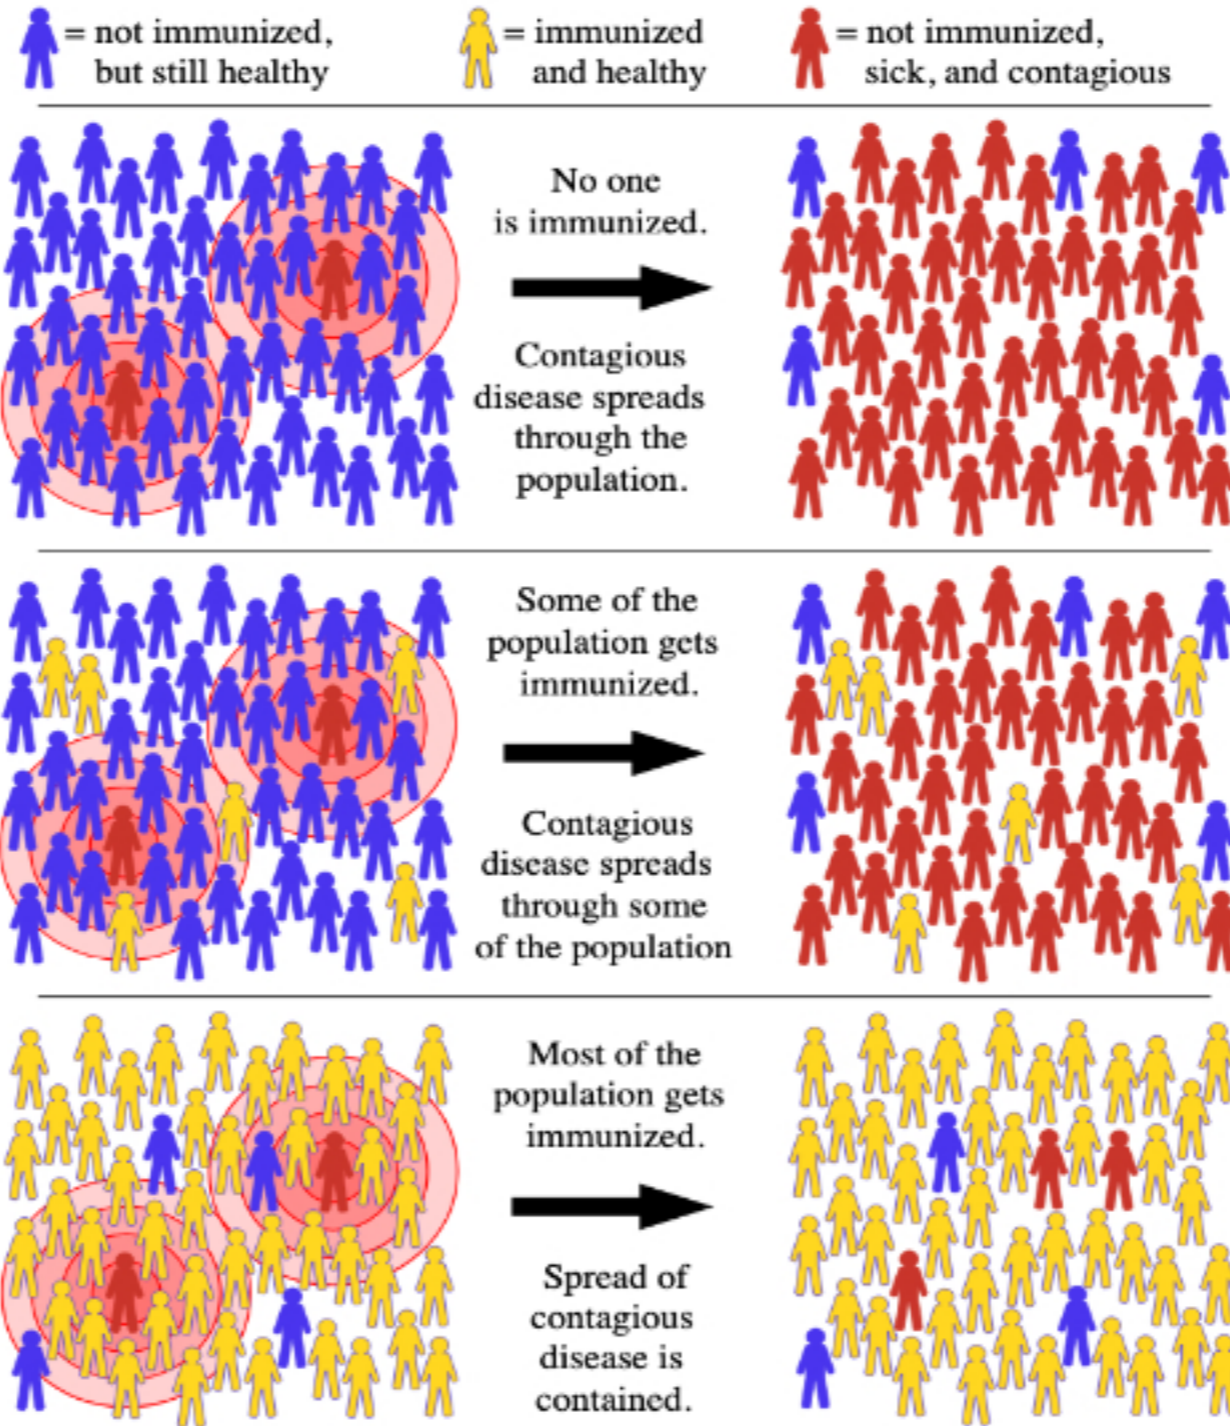 = not immunized,
but still healthy
= immunized
and healthy
= not immunized,
sick, and contagious
No one
is immunized.
Contagious
disease spreads
through the
population.
Some of the
population gets
immunized.
Contagious
disease spreads
through some
of the population
Most of the
population gets
immunized.
Spread of
contagious
disease is
contained.